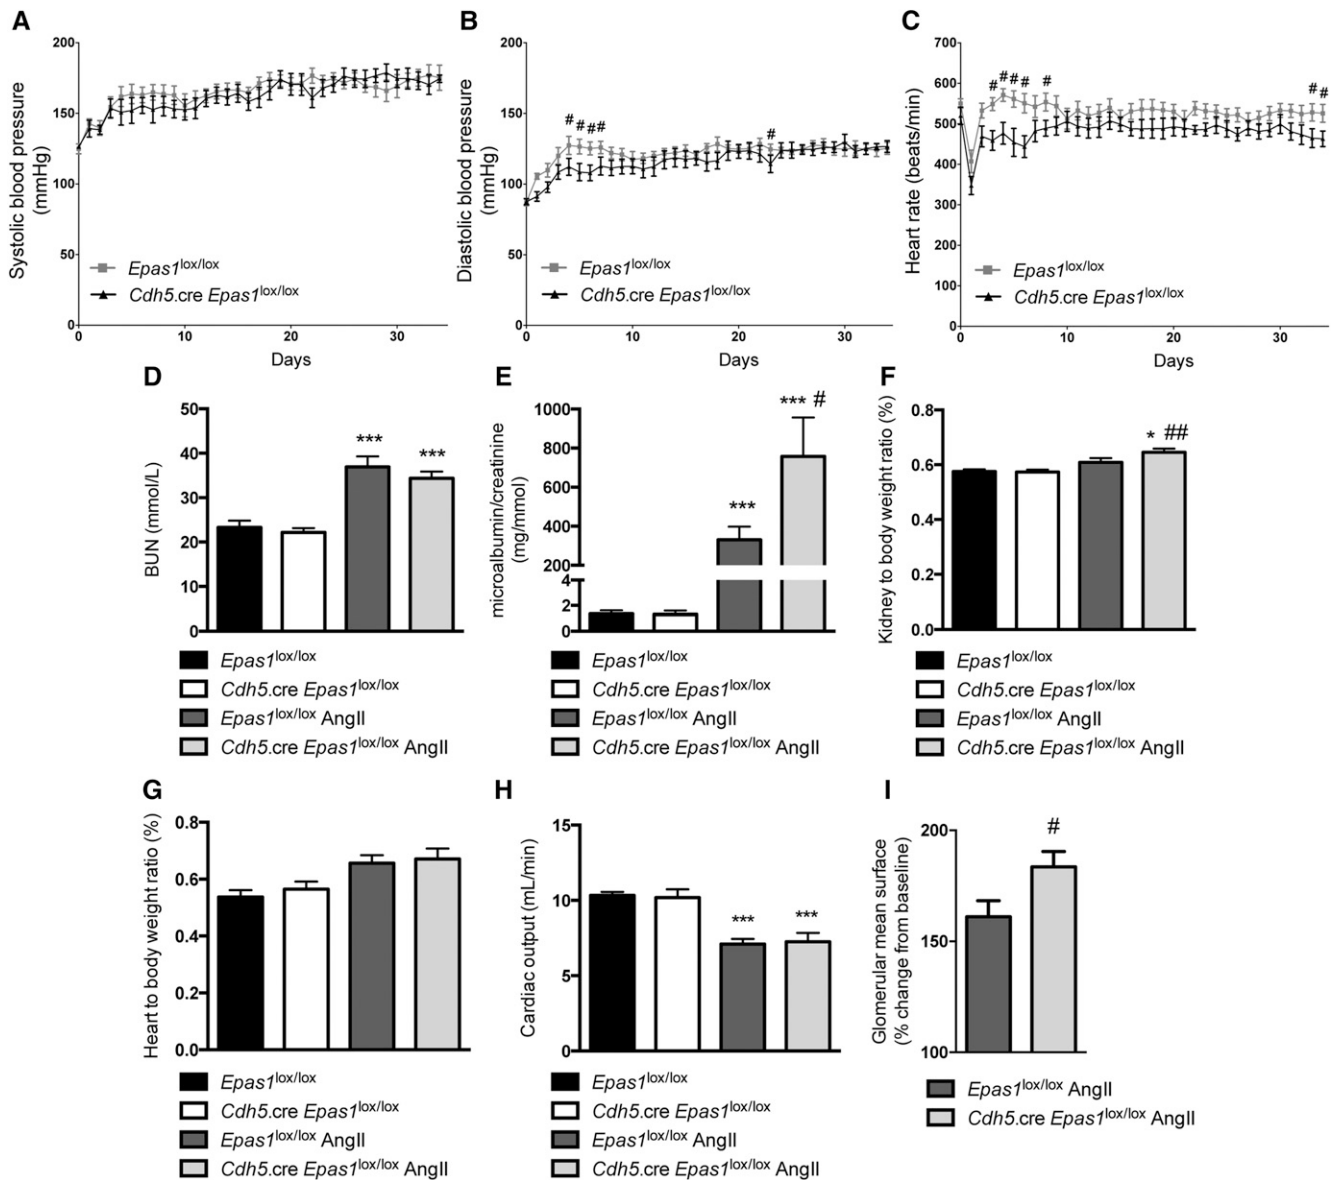 A
B
C
200
150
100
50
0
Systolic blood pressure
(mmHg)
Epas1lox/lox
Cdh5.cre Epas1lox/lox
0
10
20
30
Days
200
150
100
50
0
Diastolic blood pressure
(mmHg)
#
#
#
#
#
Epas1lox/lox
Cdh5.cre Epas1lox/lox
0
10
20
30
Days
700
600
500
400
300
200
100
0
Heart rate (beats/min)
#
#
#
#
#
#
#
Epas1lox/lox
Cdh5.cre Epas1lox/lox
0
10
20
30
Days
D
50
40
30
20
10
0
BUN (mmol/L)
***
***
Epas1lox/lox
Cdh5.cre Epas1lox/lox
Epas1lox/lox AngII
Cdh5.cre Epas1lox/lox AngII
E
1000
800
600
400
200
4
2
0
microalbumin/creatinine
(mg/mmol)
***
*** #
Epas1lox/lox
Cdh5.cre Epas1lox/lox
Epas1lox/lox AngII
Cdh5.cre Epas1lox/lox AngII
F
0.8
0.6
0.4
0.2
0.0
Kidney to body weight ratio (%)
* ##
Epas1lox/lox
Cdh5.cre Epas1lox/lox
Epas1lox/lox AngII
Cdh5.cre Epas1lox/lox AngII
G
0.8
0.6
0.4
0.2
0.0
Heart to body weight ratio (%)
Epas1lox/lox
Cdh5.cre Epas1lox/lox
Epas1lox/lox AngII
Cdh5.cre Epas1lox/lox AngII
H
15
10
5
0
Cardiac output (mL/min)
***
***
Epas1lox/lox
Cdh5.cre Epas1lox/lox
Epas1lox/lox AngII
Cdh5.cre Epas1lox/lox AngII
I
200
150
100
Glomerular mean surface
(% change from baseline)
#
Epas1lox/lox AngII
Cdh5.cre Epas1lox/lox AngII